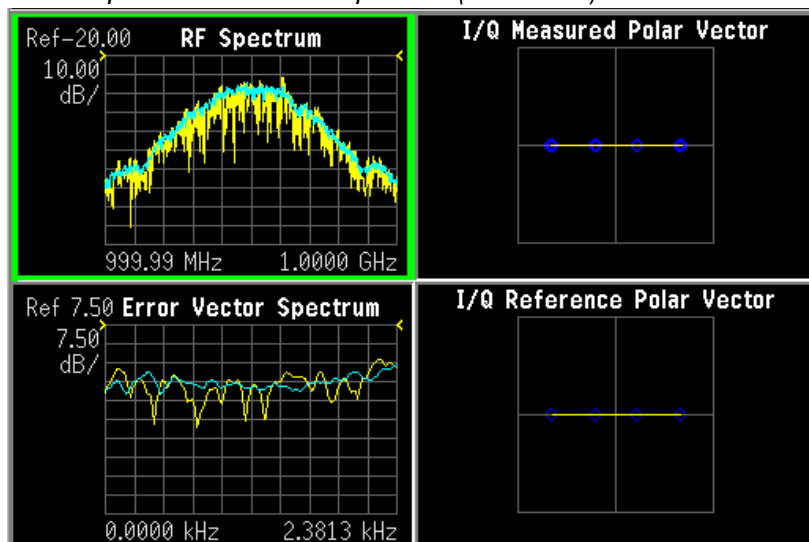 Ref-20.00 RF Spectrum
10.00
dB/
999.99 MHz 1.0000 GHz
I/Q Measured Polar Vector
Ref 7.50 Error Vector Spectrum
7.50
dB/
0.0000 kHz 2.3813 kHz
I/Q Reference Polar Vector